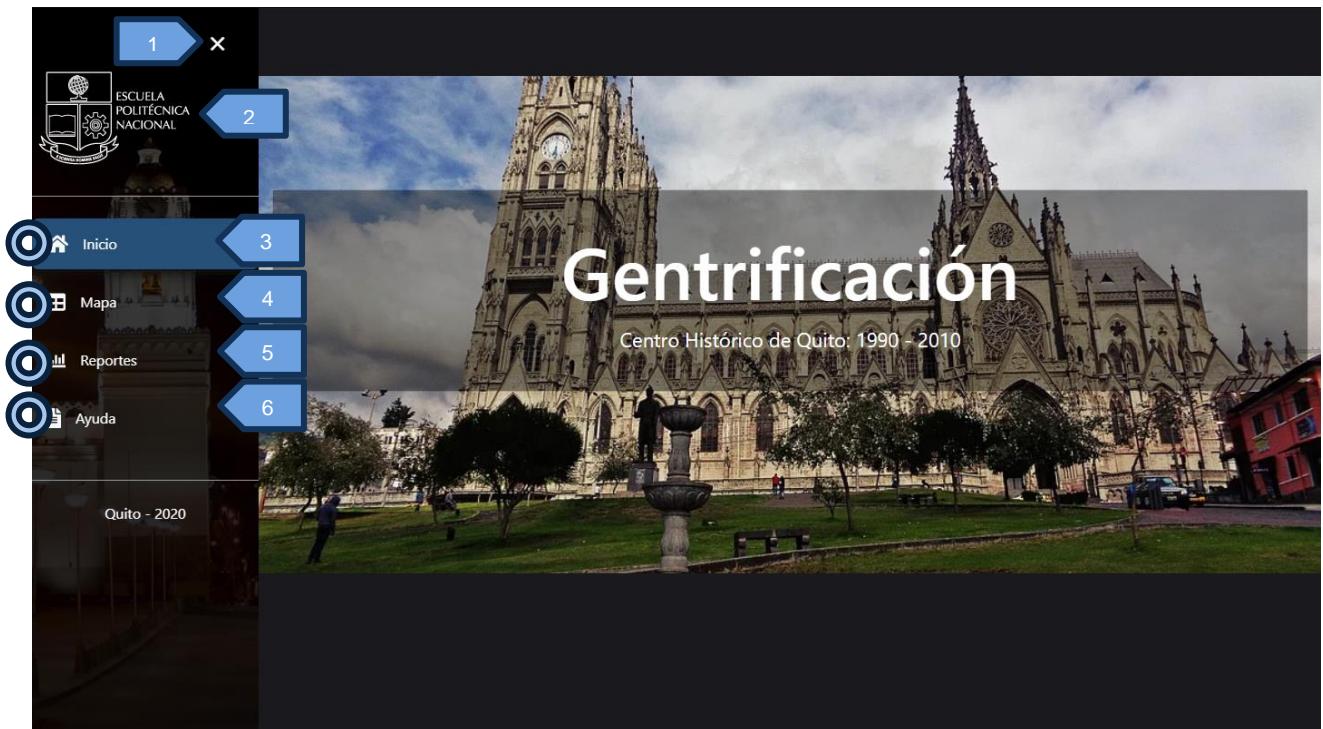 1
ESCUELA
POLITÉCNICA
NACIONAL
2
Inicio
3
Mapa
4
Reportes
5
Ayuda
6
Quito - 2020
Gentrificación
Centro Histórico de Quito: 1990 - 2010